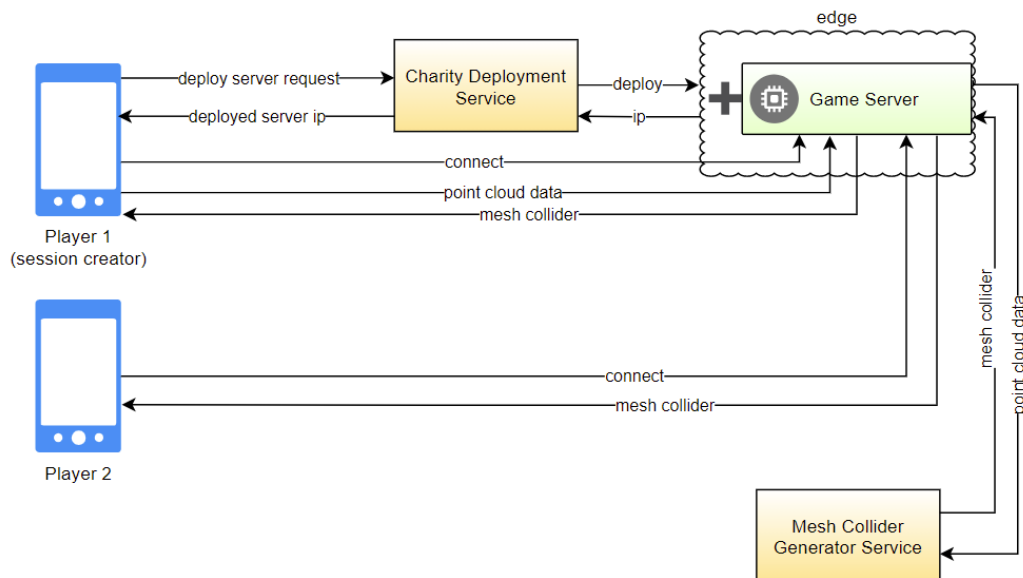 edge
deploy server request
Charity Deployment
Service
deploy
Game Server
deployed server ip
ip
connect
point cloud data
mesh collider
Player 1
(session creator)
mesh collider
point cloud data
connect
mesh collider
Player 2
Mesh Collider
Generator Service